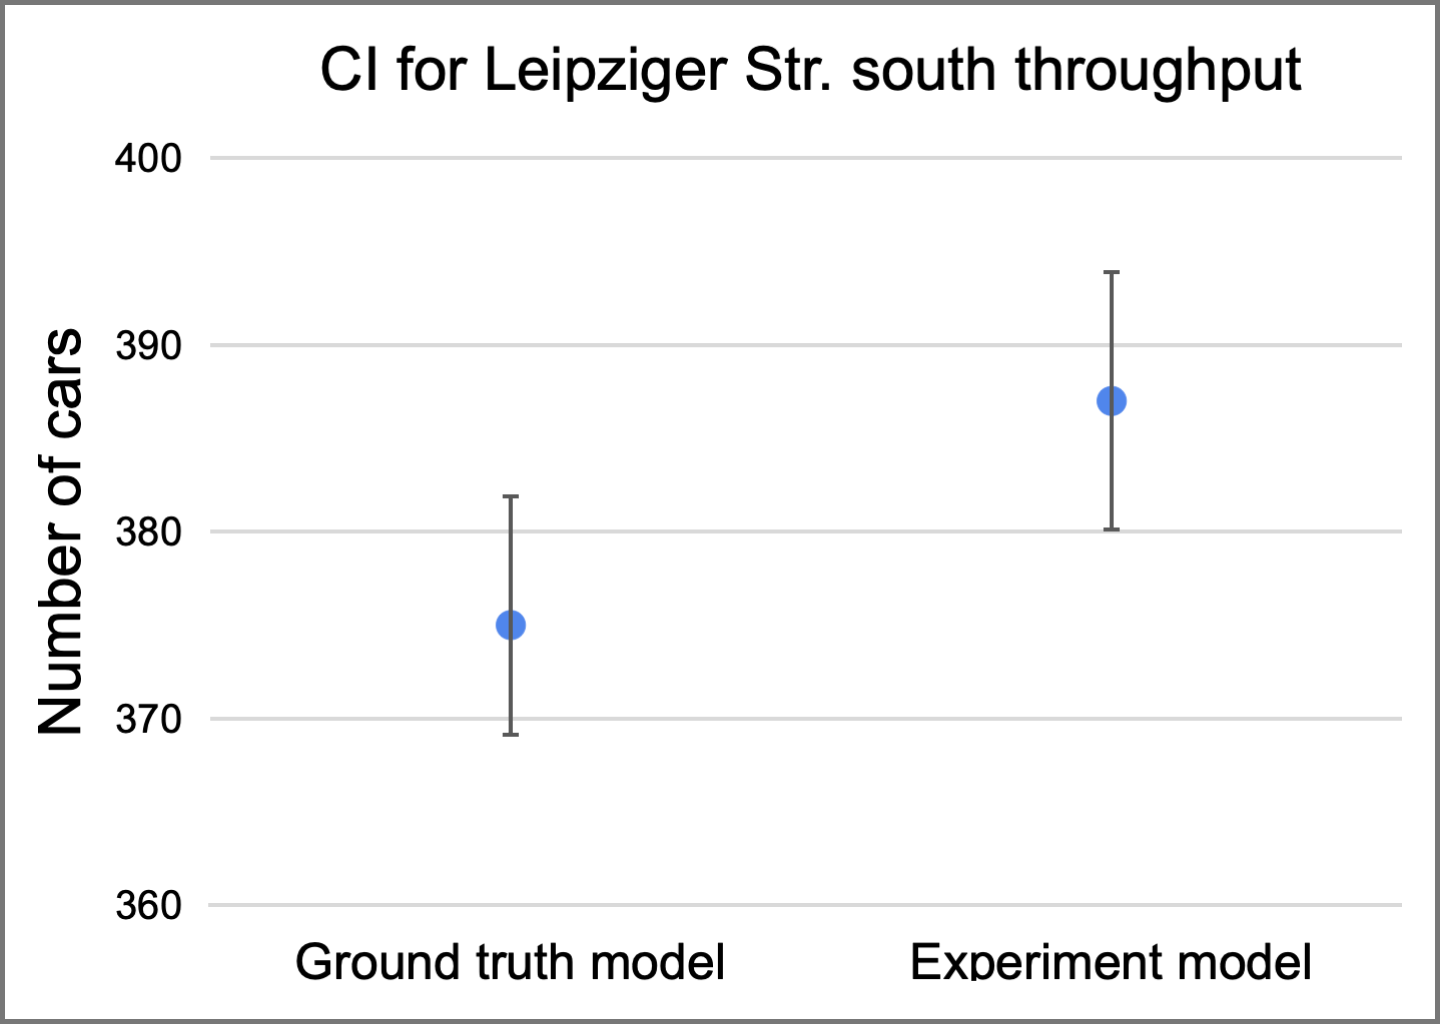 CI for Leipziger Str. south throughput
400
390
380
370
360
Number of cars
Ground truth model
Experiment model